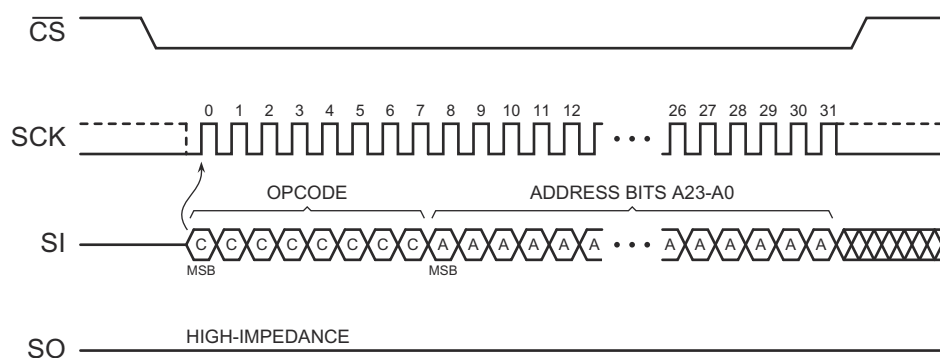 CS
0 1 2 3 4 5 6 7 8 9 10 11 12 26 27 28 29 30 31
SCK
OPCODE ADDRESS BITS A23-A0
SI C C C C C C C C A A A A A A • • • A A A A A A
MSB MSB
HIGH-IMPEDANCE
SO